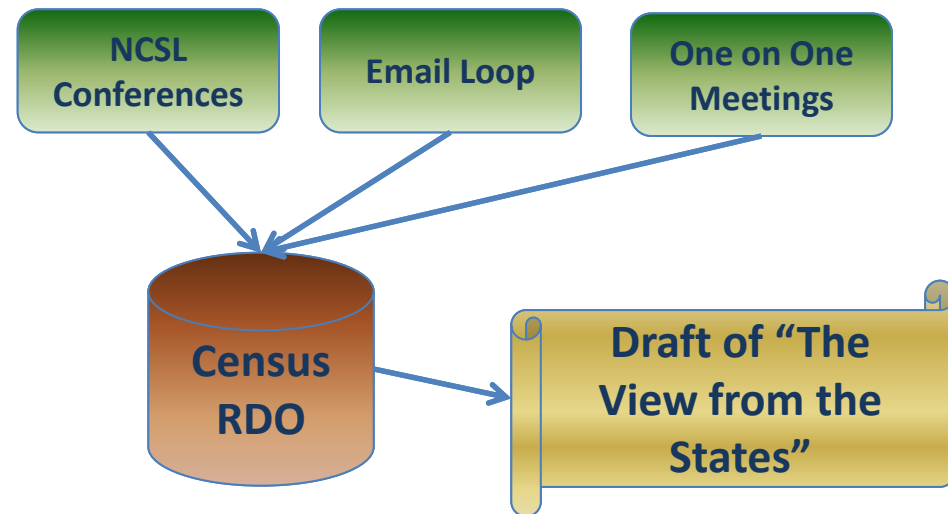 NCSL
Conferences
Email Loop
One on One
Meetings
Census
RDO
Draft of “The
View from the
States”